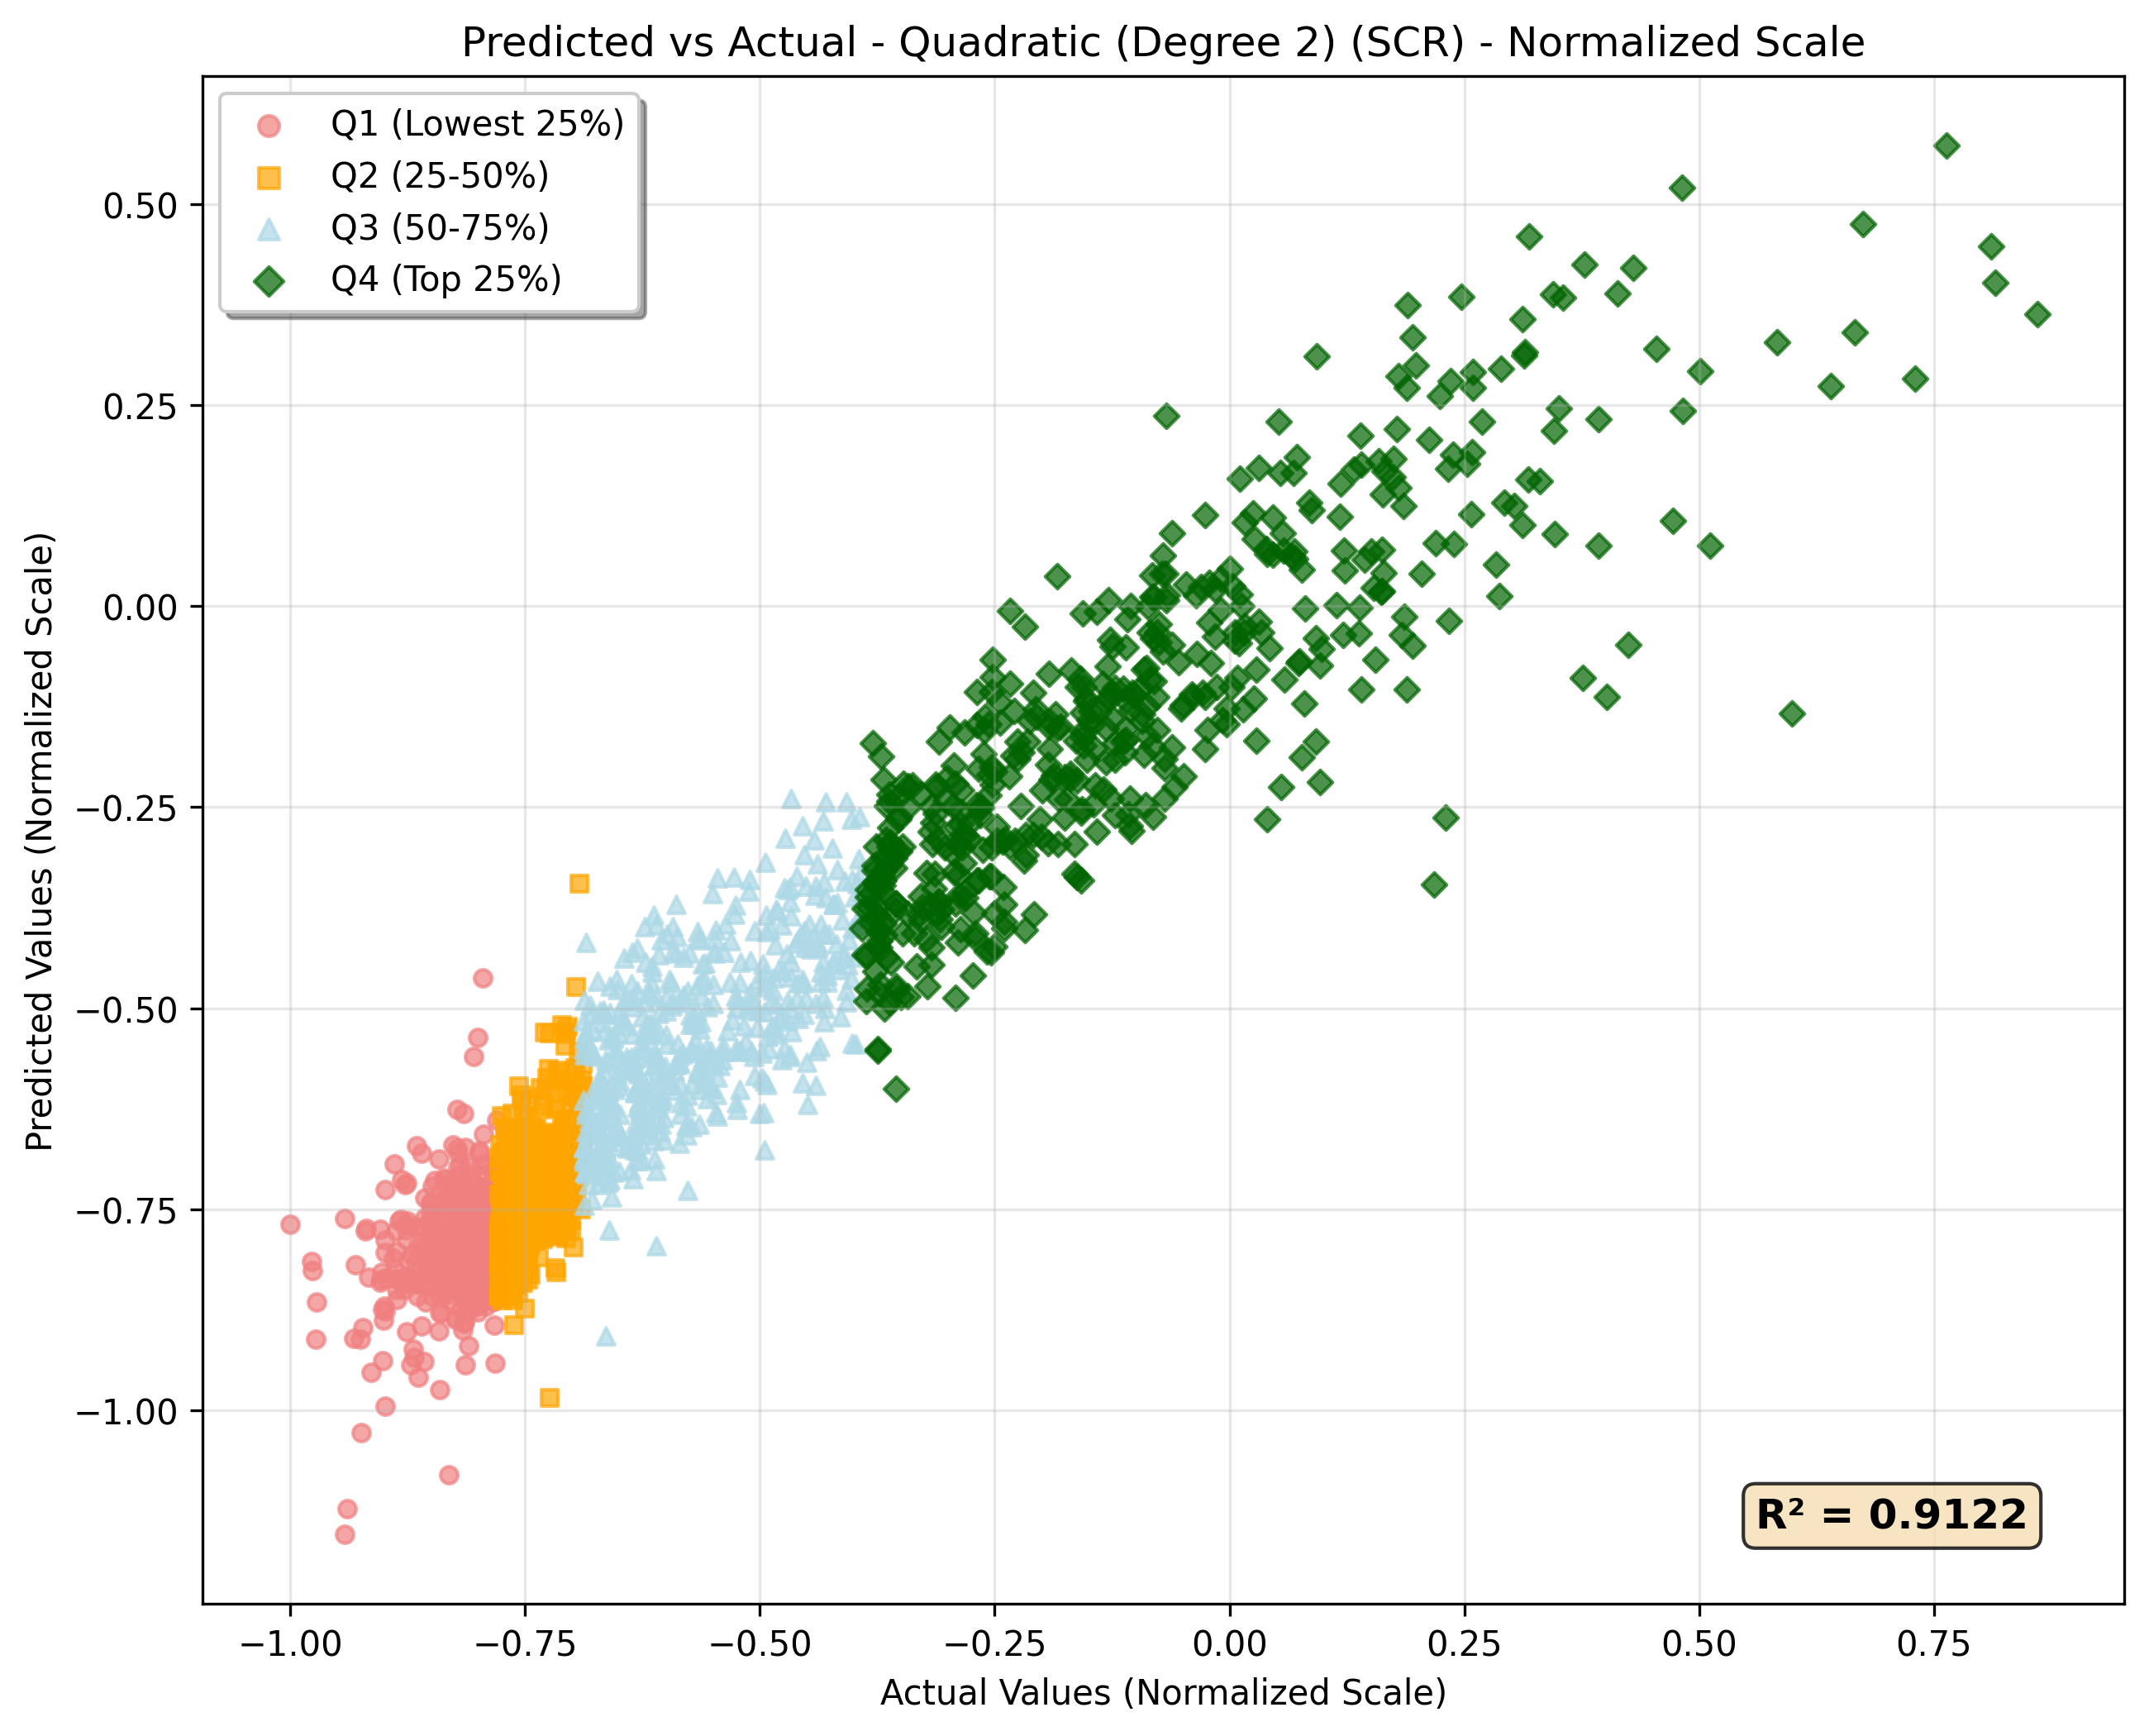 Predicted vs Actual - Quadratic (Degree 2) (SCR) - Normalized Scale
Q1 (Lowest 25%)
Q2 (25-50%)
Q3 (50-75%)
Q4 (Top 25%)
Predicted Values (Normalized Scale)
0.50
0.25
0.00
−0.25
−0.50
−0.75
−1.00
R² = 0.9122
−1.00
−0.75
−0.50
−0.25
0.00
0.25
0.50
0.75
Actual Values (Normalized Scale)